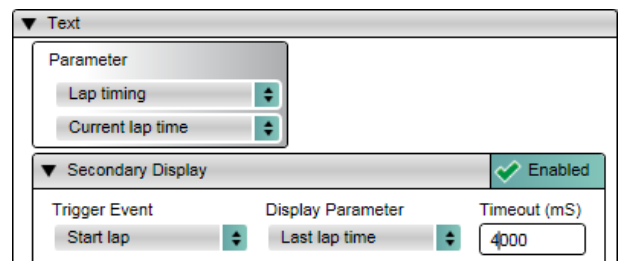 Text
Parameter
Lap timing
Current lap time
Secondary Display Enabled
Trigger Event Display Parameter Timeout (mS)
Start lap Last lap time 4000